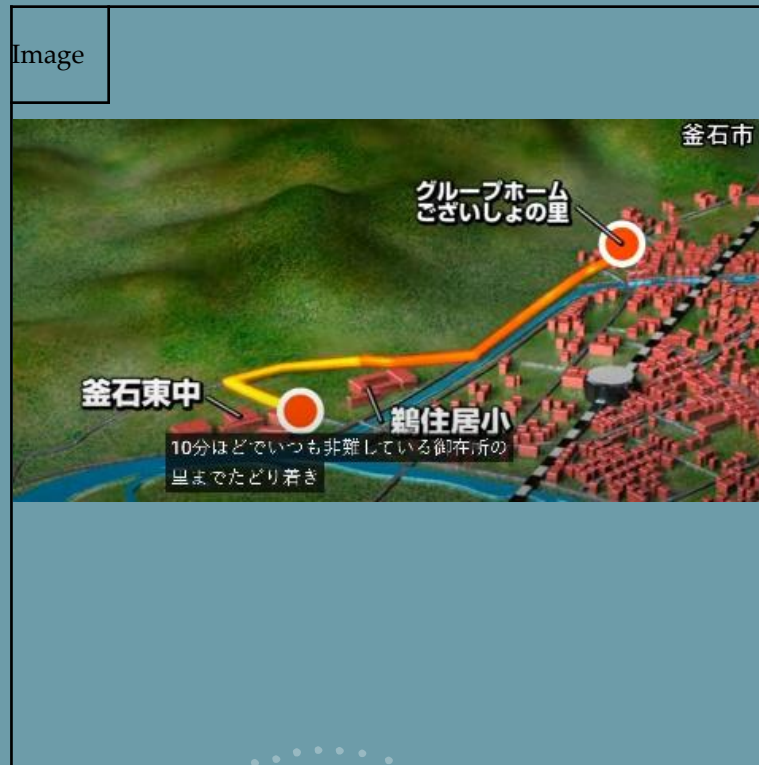 Image
釜石市
グループホーム
ございしょの里
釜石東中
鵜住居小
10分ほどでいつも非難している御在所の
里までたどり着き